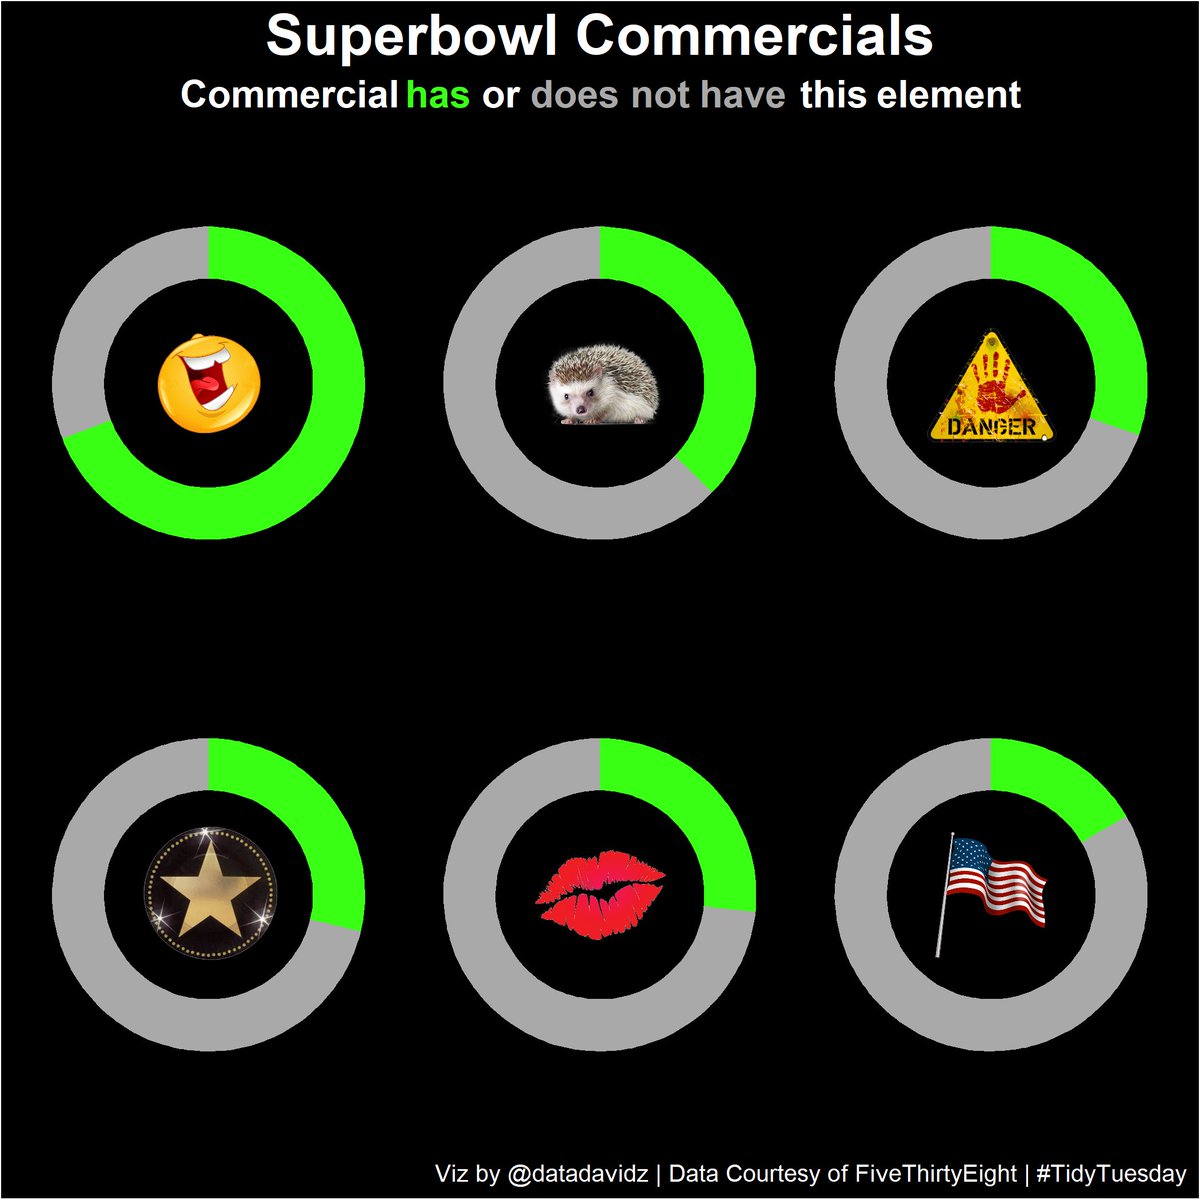 Superbowl Commercials
Commercial has or does not have this element
DANGER
Viz by @datadavidz | Data Courtesy of FiveThirtyEight | #TidyTuesday